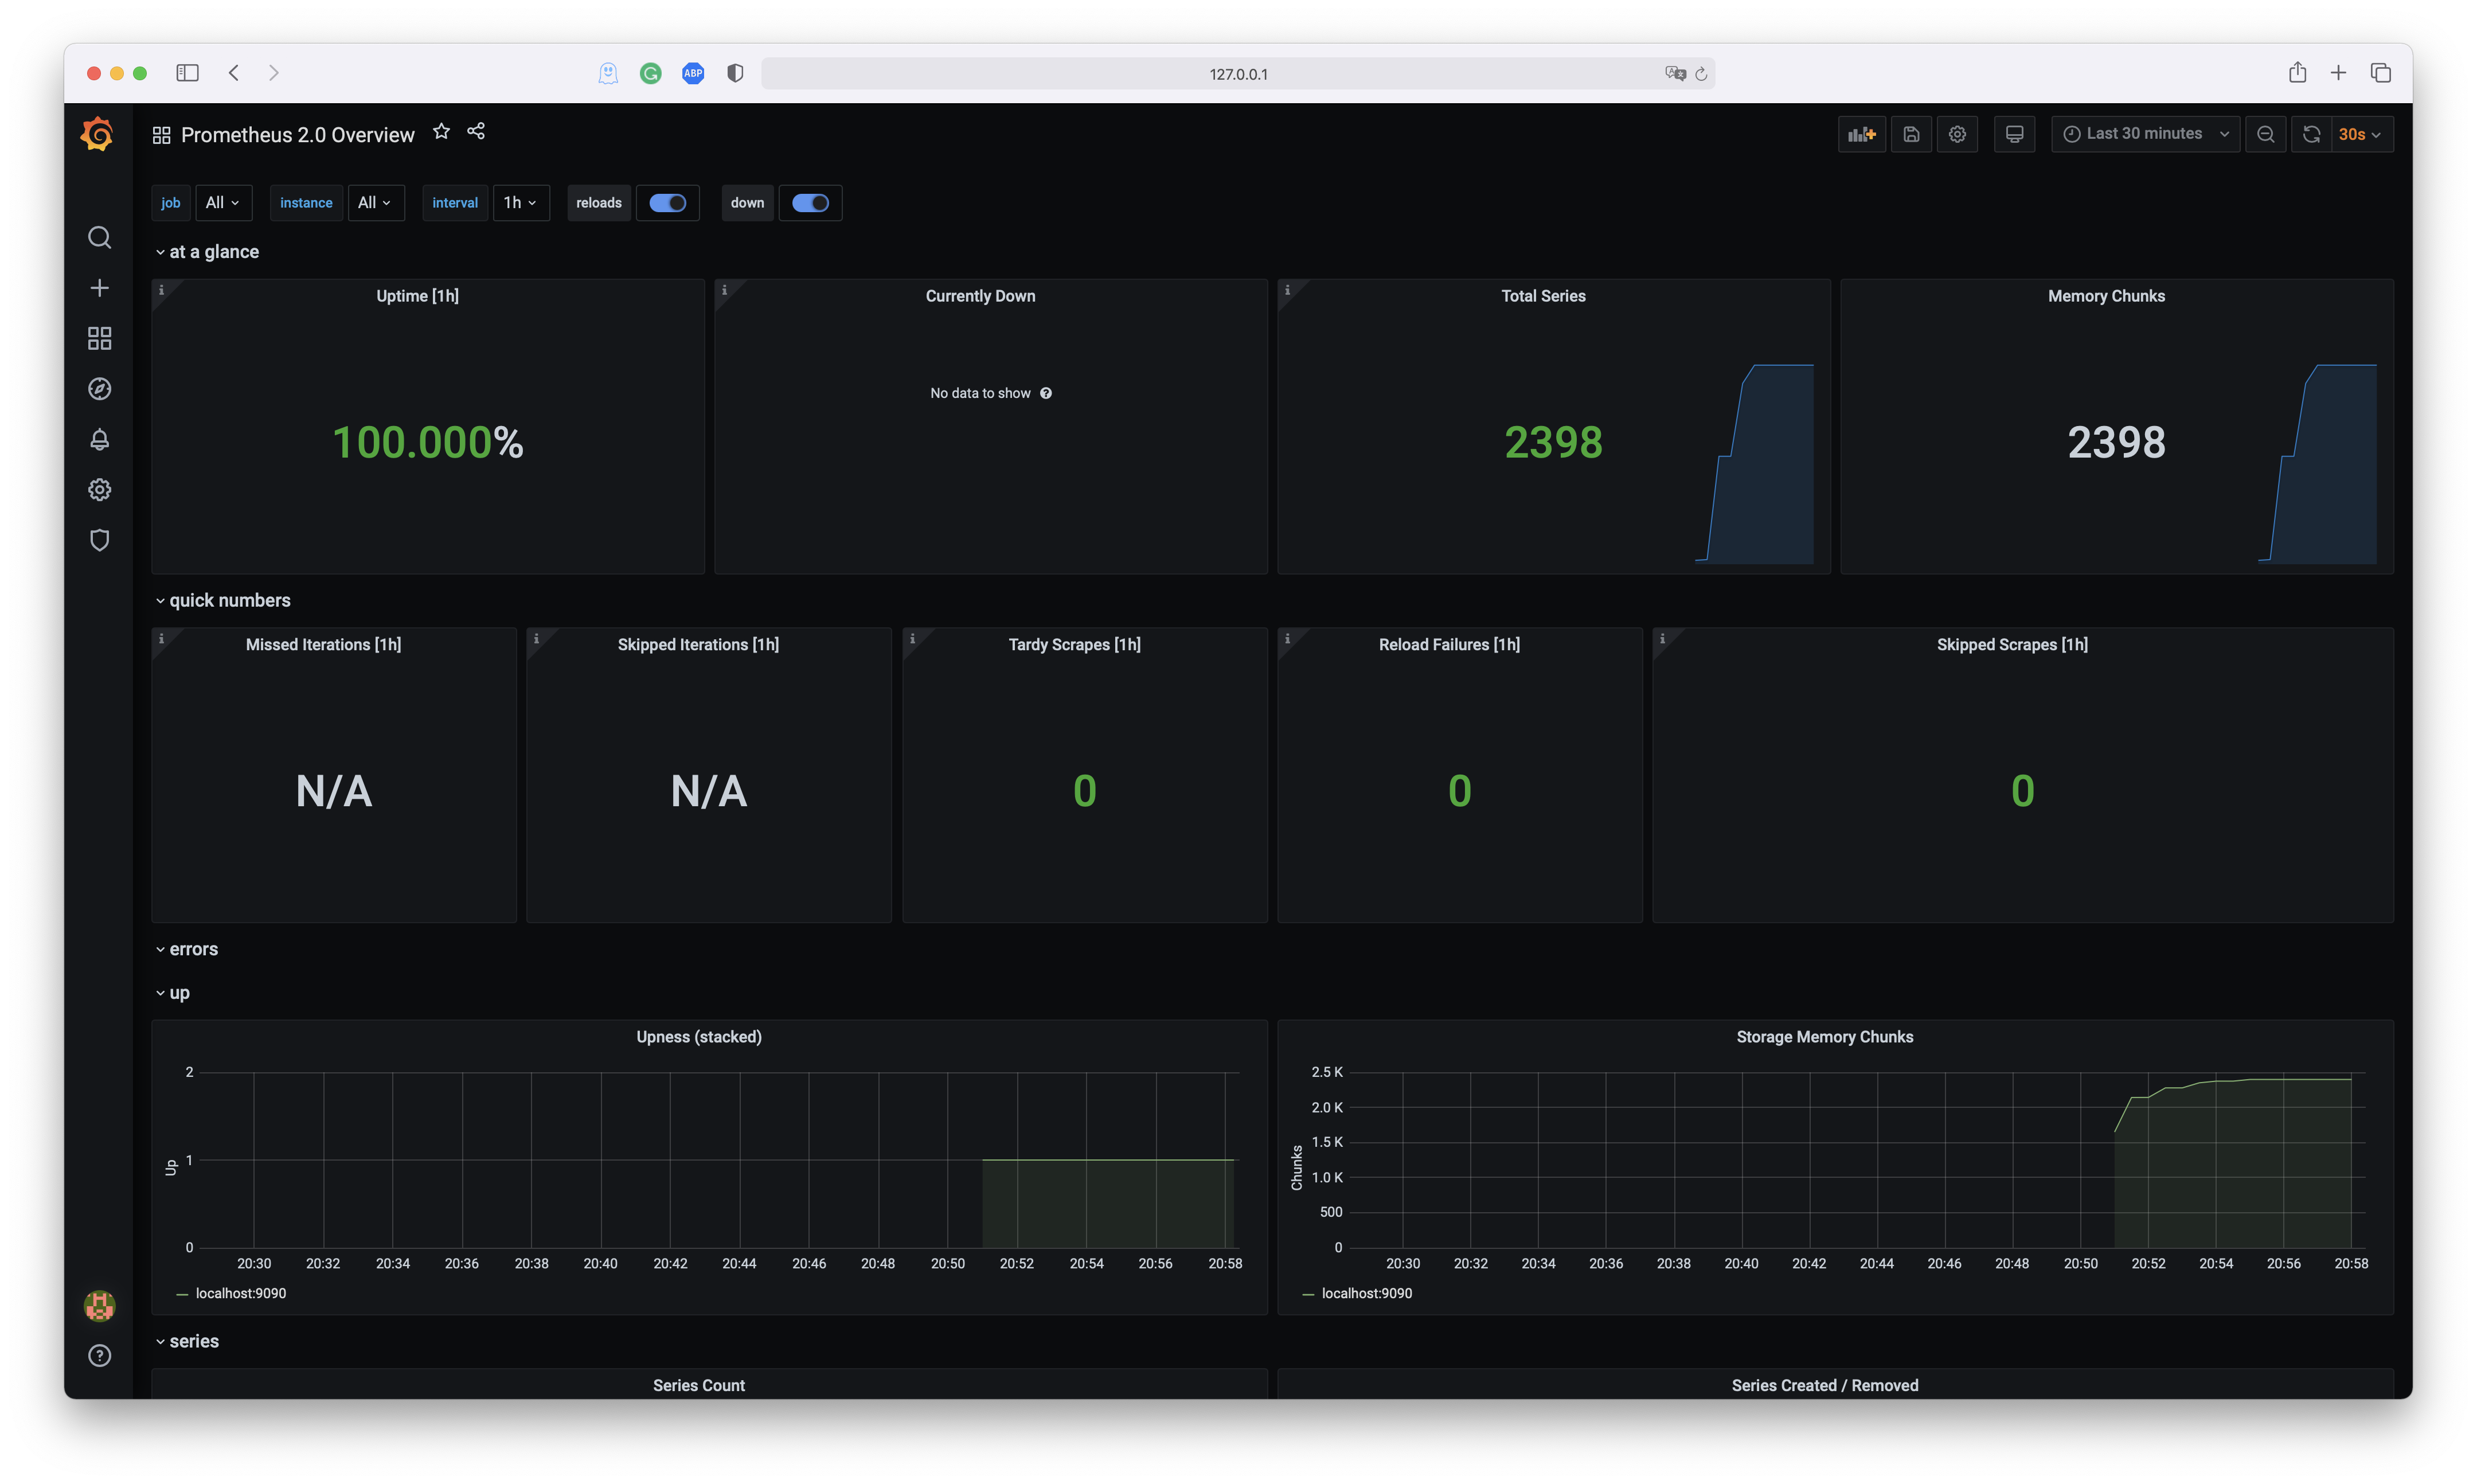 ABP
127.0.0.1
Prometheus 2.0 Overview
Last 30 minutes
30s
job All instance All interval 1h reloads down
at a glance
Uptime [1h]
100.000%
Currently Down
No data to show
Total Series
2398
Memory Chunks
2398
quick numbers
Missed Iterations [1h]
N/A
Skipped Iterations [1h]
N/A
Tardy Scrapes [1h]
0
Reload Failures [1h]
0
Skipped Scrapes [1h]
0
errors
up
Upness (stacked)
Up
2
1
0
20:30 20:32 20:34 20:36 20:38 20:40 20:42 20:44 20:46 20:48 20:50 20:52 20:54 20:56 20:58
localhost:9090
Storage Memory Chunks
Chunks
2.5 K
2.0 K
1.5 K
1.0 K
500
0
20:30 20:32 20:34 20:36 20:38 20:40 20:42 20:44 20:46 20:48 20:50 20:52 20:54 20:56 20:58
localhost:9090
series
Series Count
Series Created / Removed